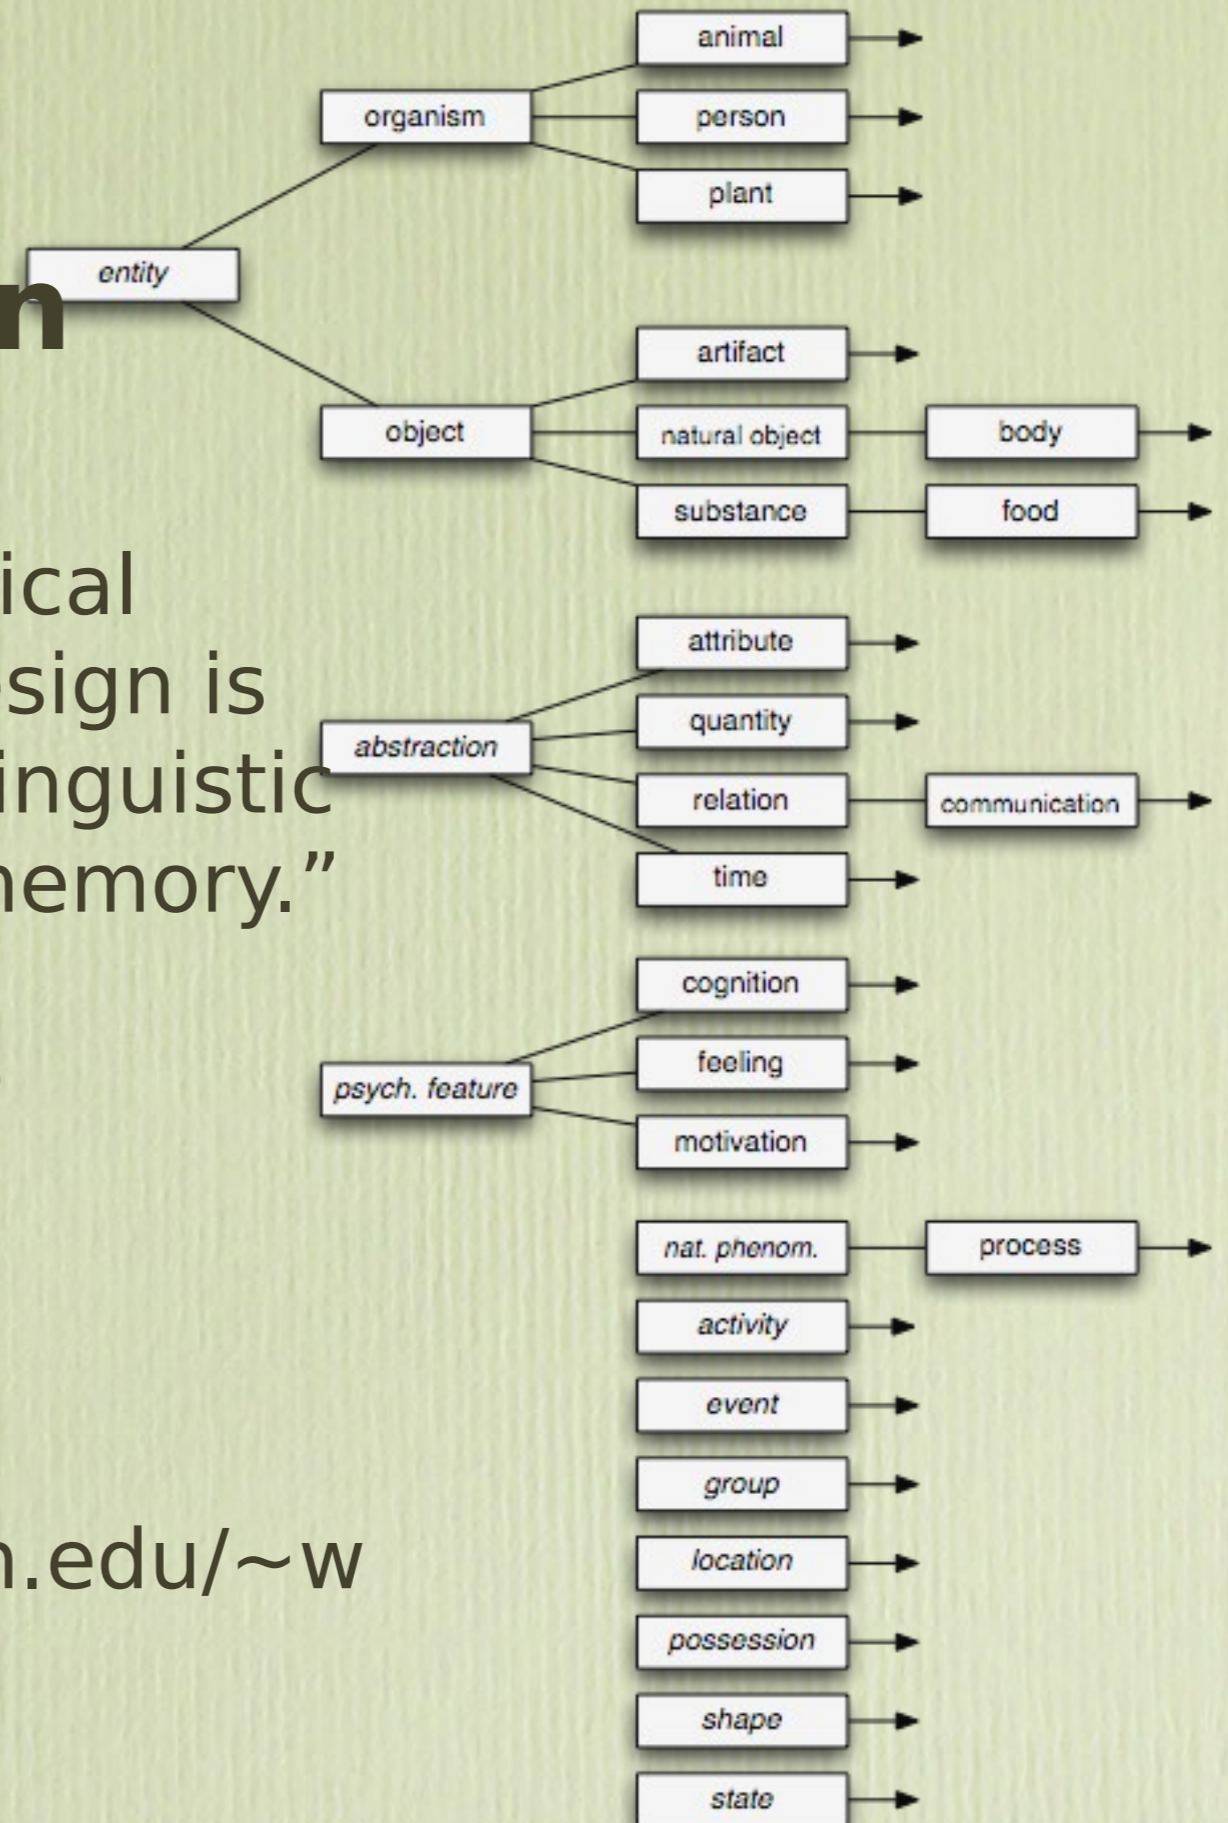 animal
organism
person
plant
entity
n
artifact
object
natural object
body
substance
food
ical
sign is
inguistic
emory.”
attribute
quantity
abstraction
relation
communication
time
cognition
feeling
psych. feature
motivation
nat. phenom.
process
activity
event
group
location
.edu/~w
possession
shape
state